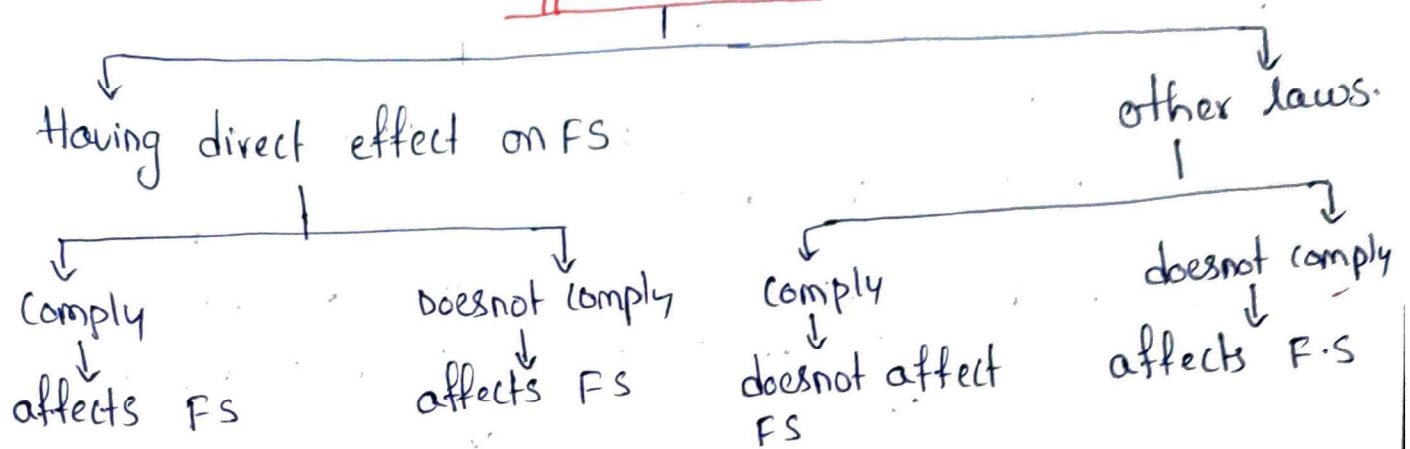 Having direct effect on FS
other laws.
Comply
affects FS
Doesnot comply
affects FS
Comply
doesnot affect
FS
doesnot comply
affects F.S